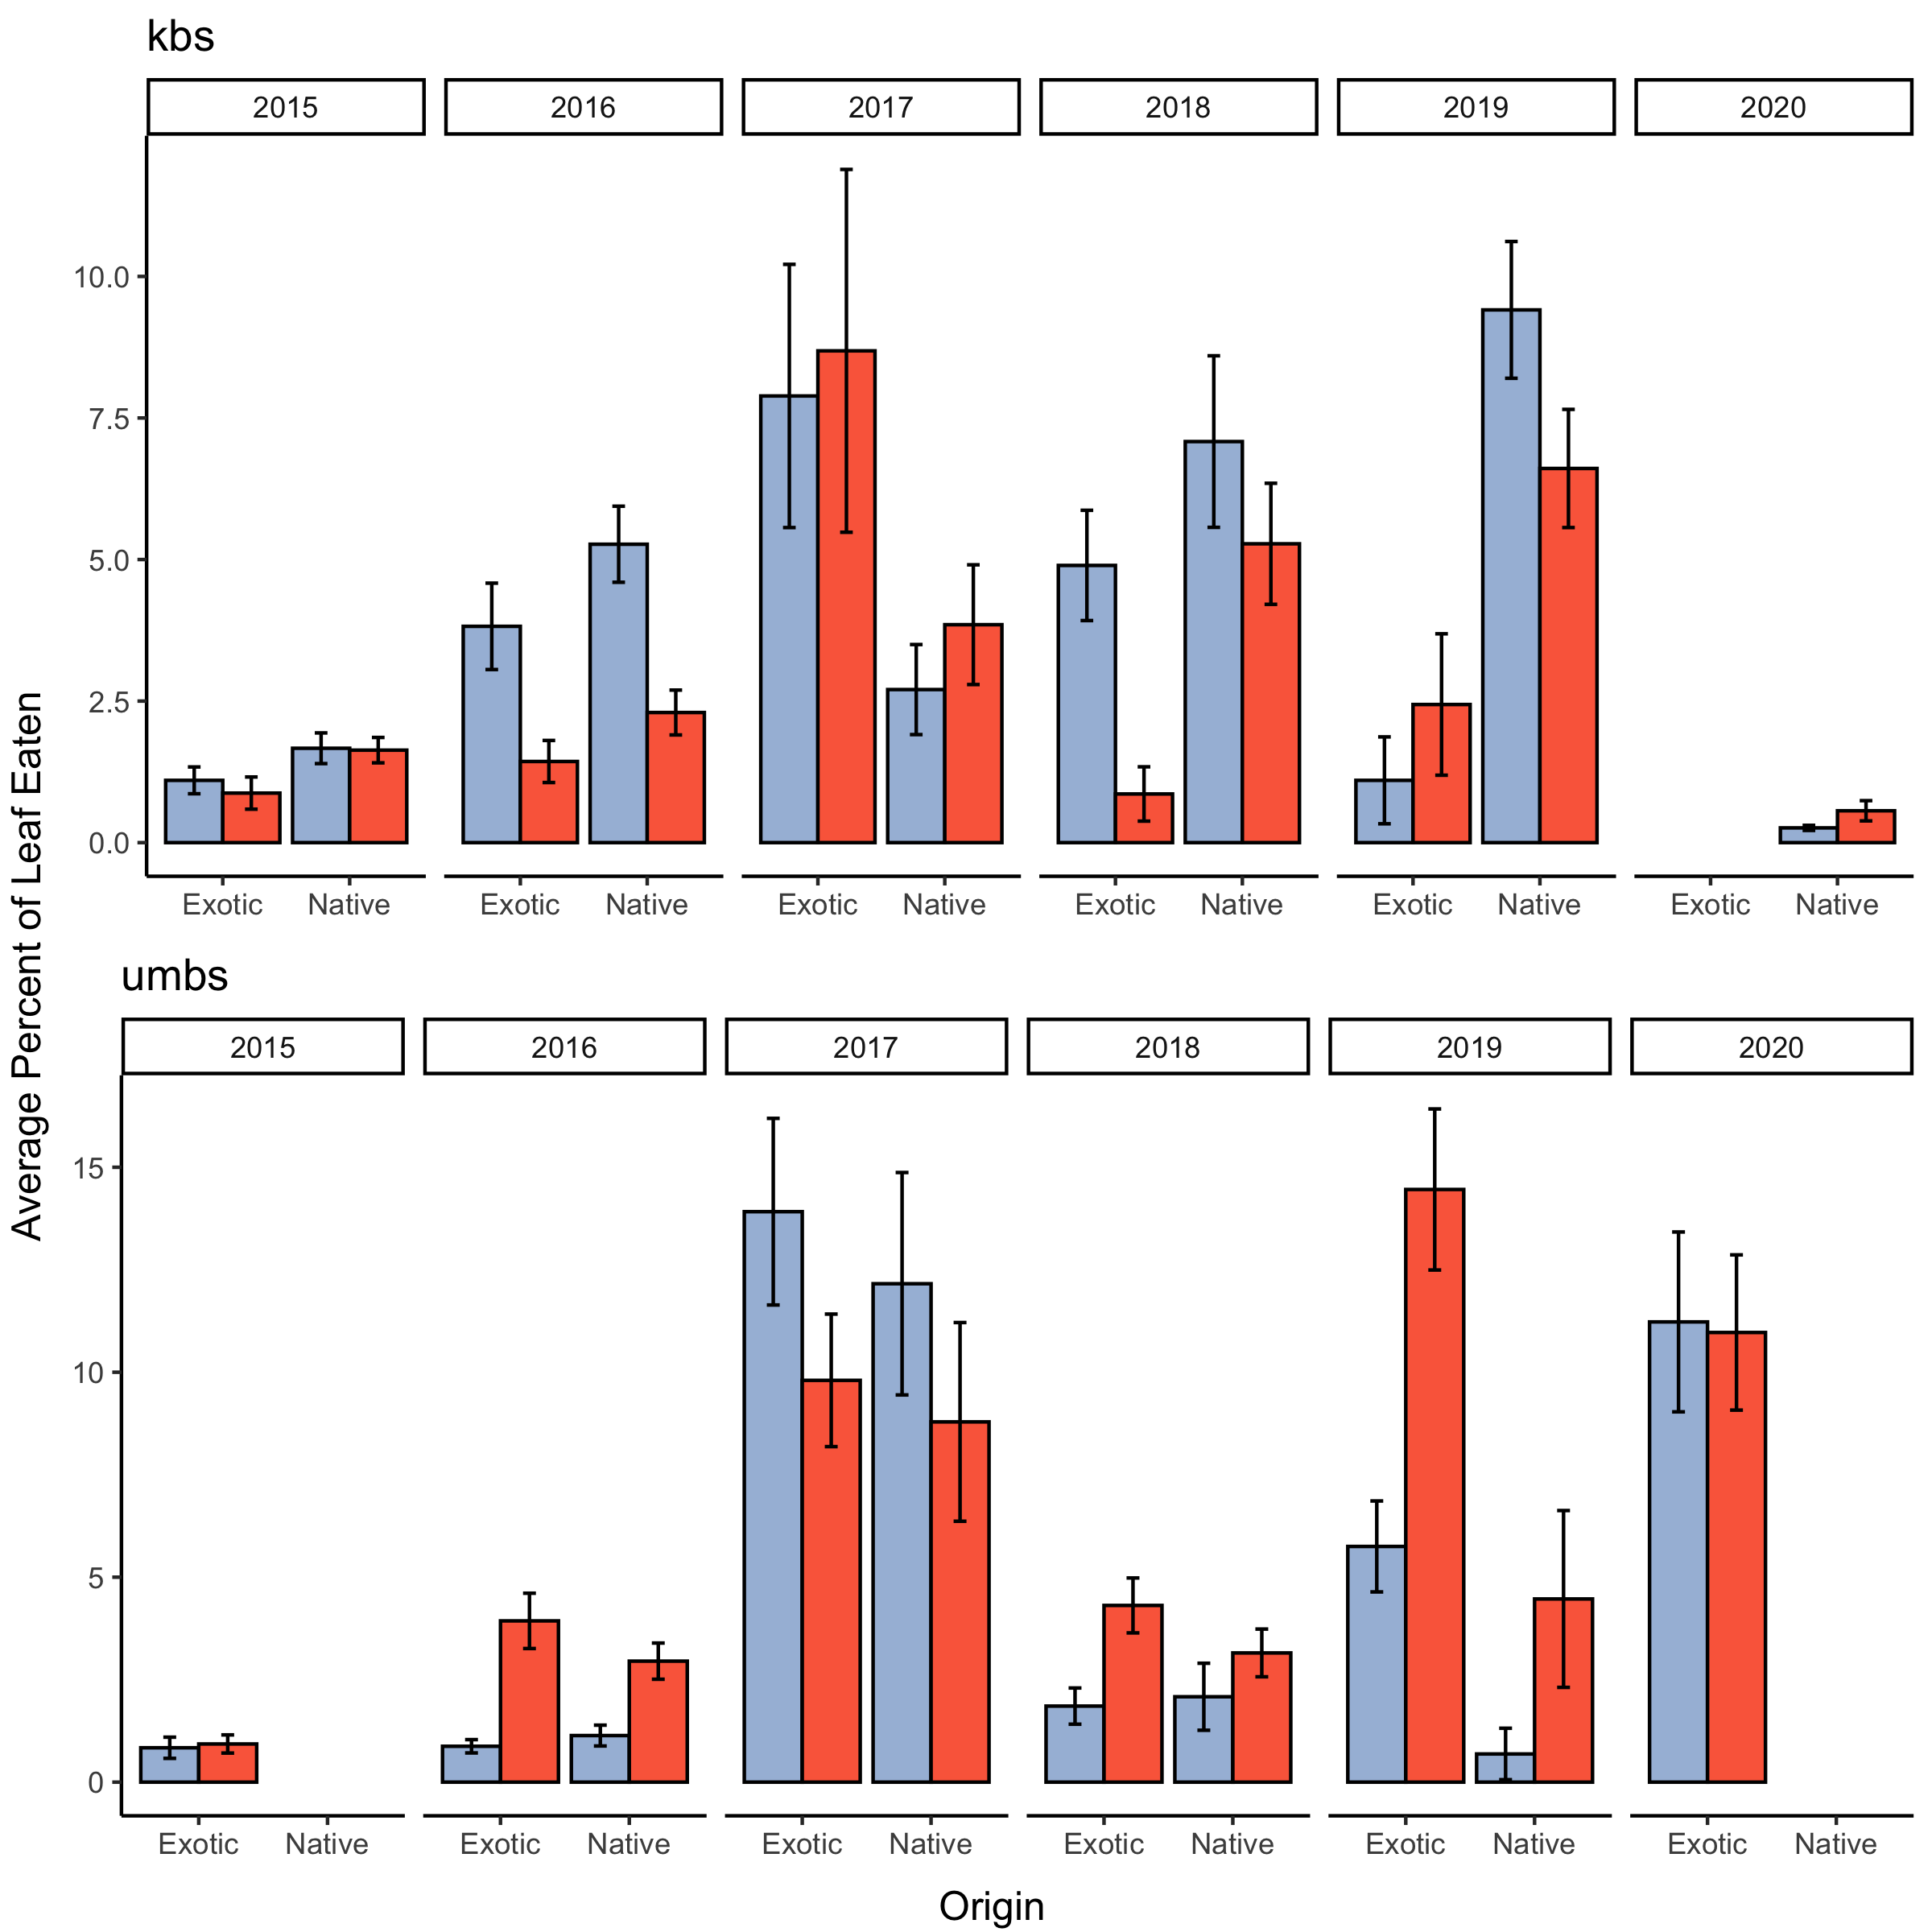 kbs
2015 2016 2017 2018 2019 2020
10.0
7.5
5.0
2.5
0.0
Exotic Native Exotic Native Exotic Native Exotic Native Exotic Native Exotic Native
Average Percent of Leaf Eaten
umbs
2015 2016 2017 2018 2019 2020
15
10
5
0
Exotic Native Exotic Native Exotic Native Exotic Native Exotic Native Exotic Native
Origin